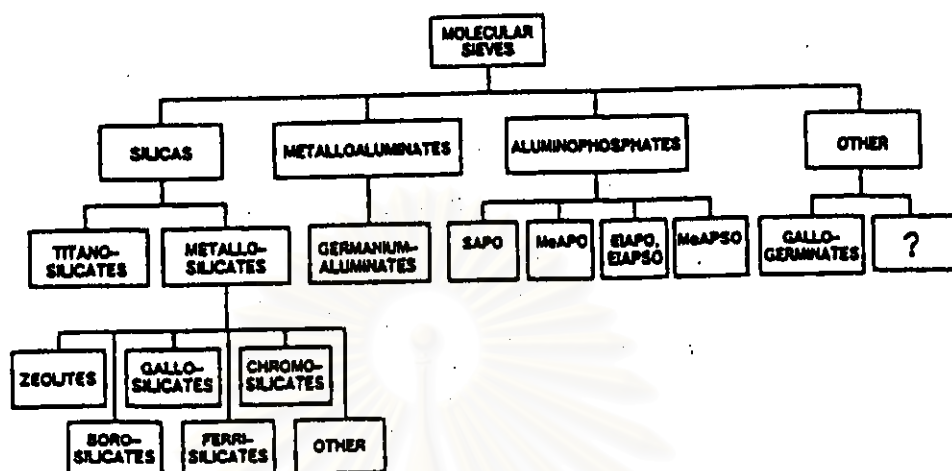 MOLECULAR
SIEVES
SILICAS
METALLOALUMINATES
ALUMINOPHOSPHATES
OTHER
TITANO-
SILICATES
METALLO-
SILICATES
GERMANIUM-
ALUMINATES
SAPO
MeAPO
ElAPO,
ElAPSO
MeAPSO
GALLO-
GERMINATES
?
ZEOLITES
GALLO-
SILICATES
CHROMO-
SILICATES
BORO-
SILICATES
FERRI-
SILICATES
OTHER